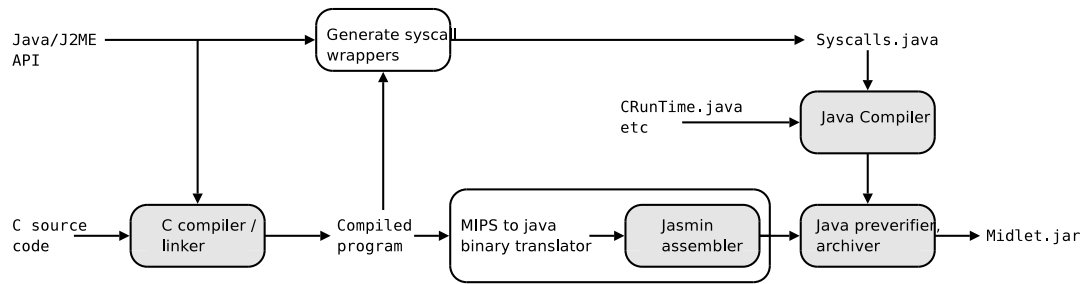 Java/J2ME
API
Generate syscall
wrappers
Syscalls.java
CRunTime.java
etc
Java Compiler
C source
code
C compiler /
linker
Compiled
program
MIPS to java
binary translator
Jasmin
assembler
Java preverifier,
archiver
Midlet.jar